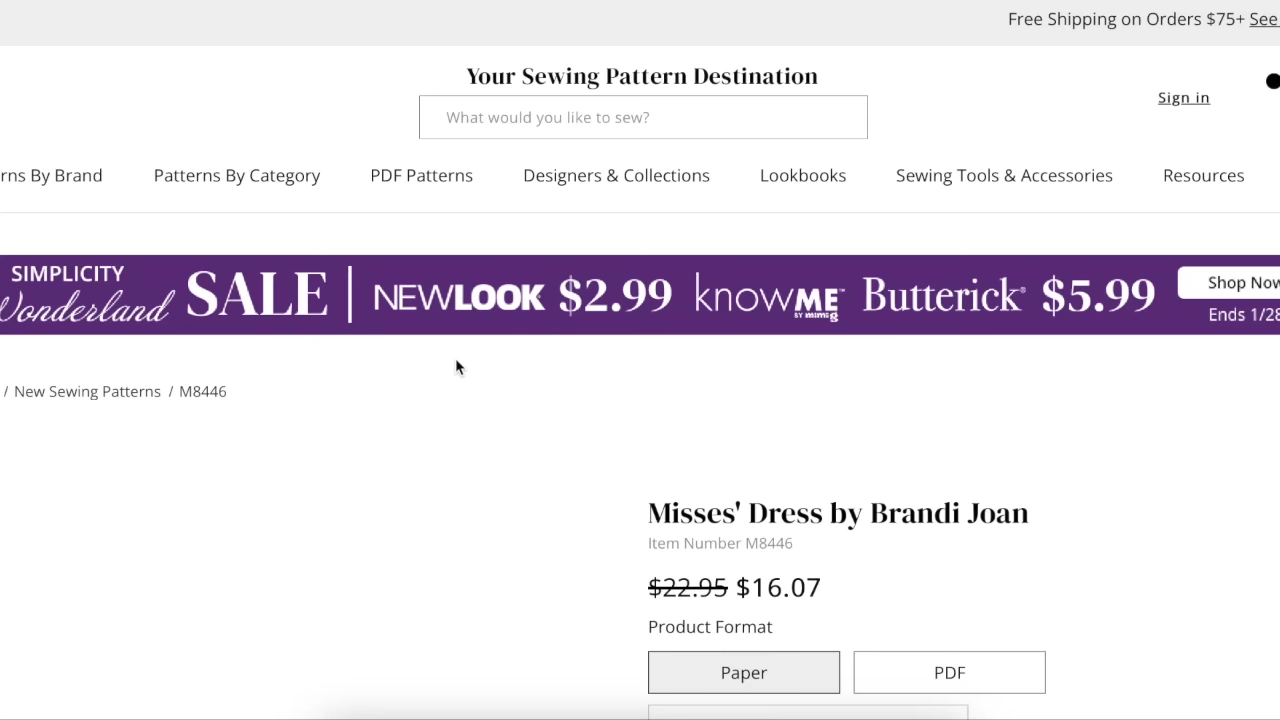 Free Shipping on Orders $75+ See
Your Sewing Pattern Destination
What would you like to sew?
Sign in
rns By Brand Patterns By Category PDF Patterns Designers & Collections Lookbooks Sewing Tools & Accessories Resources
SIMPLICITY
Wonderland SALE NEWLOOK $2.99 knowME BY mimi g Butterick® $5.99 Shop Now
Ends 1/28
/ New Sewing Patterns / M8446
Misses' Dress by Brandi Joan
Item Number M8446
$22.95 $16.07
Product Format
Paper PDF